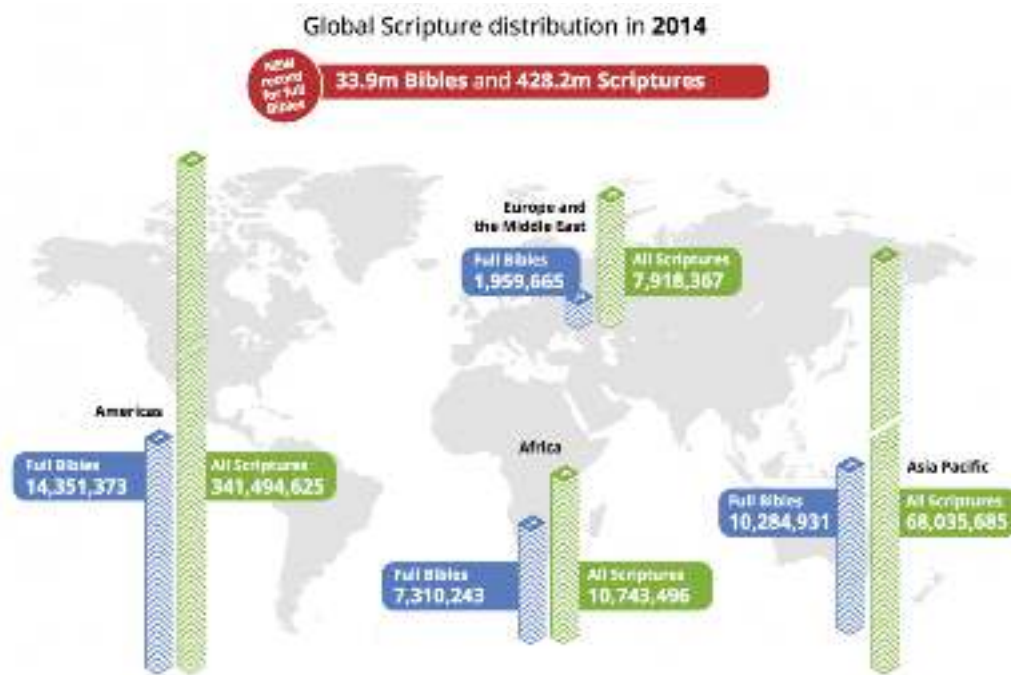 Global Scripture distribution in 2014
NEW
record
for full
Bibles
33.9m Bibles and 428.2m Scriptures
Europe and
the Middle East
Full Bibles
1,959,665
All Scriptures
7,918,367
Americas
Full Bibles
14,351,373
All Scriptures
341,494,625
Africa
Full Bibles
7,310,243
All Scriptures
10,743,496
Asia Pacific
Full Bibles
10,284,931
All Scriptures
68,035,685